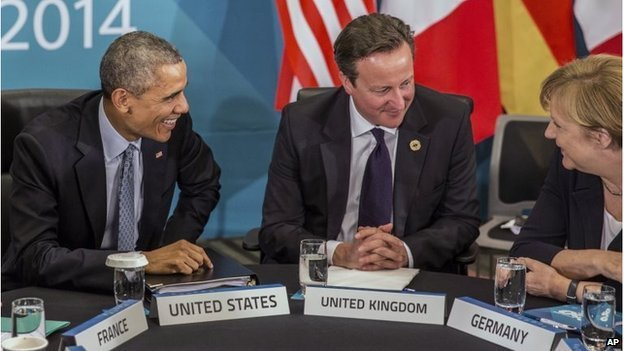 2014
FRANCE
UNITED STATES
UNITED KINGDOM
GERMANY
AP